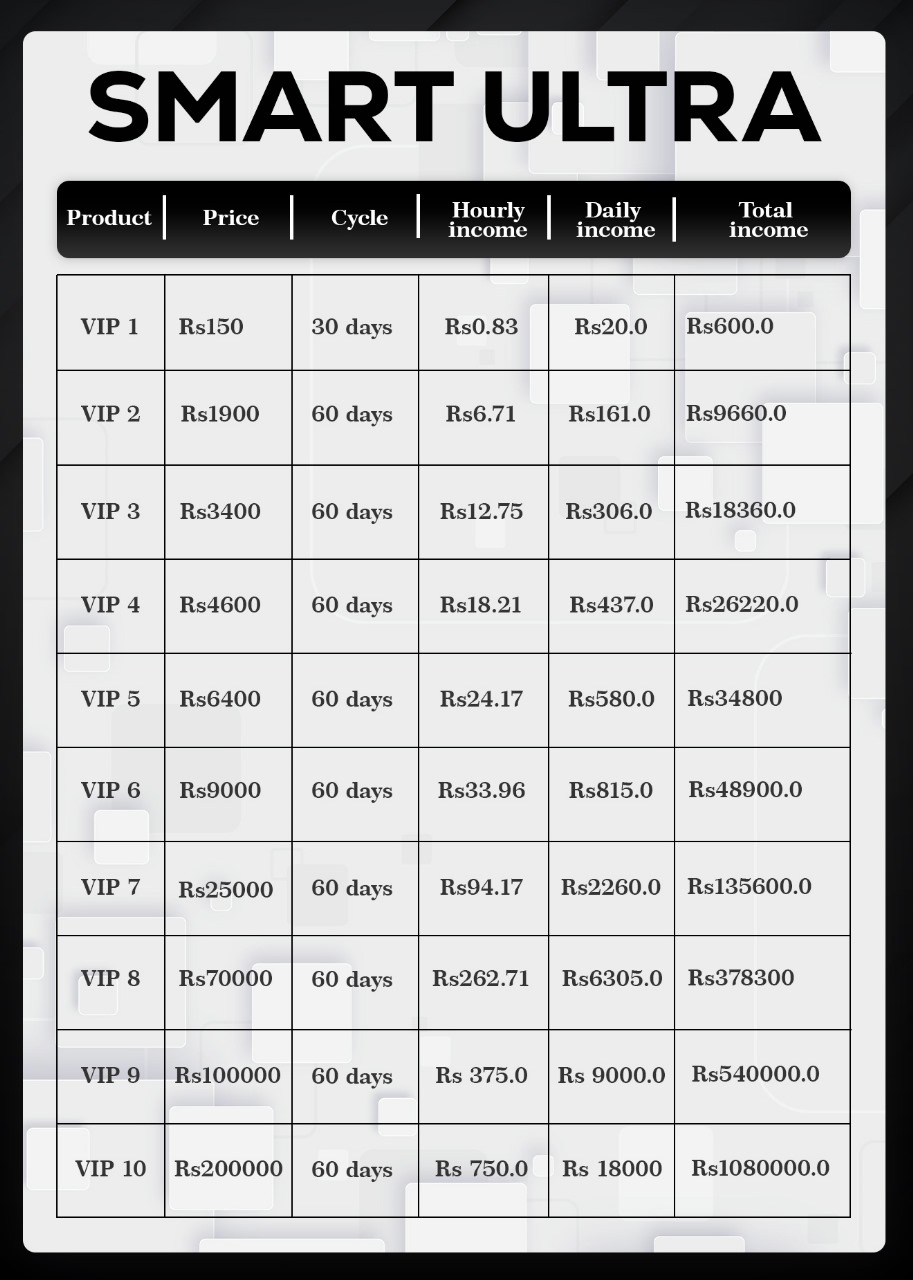 SMART ULTRA
Product Price Cycle Hourly income Daily income Total income
VIP 1 Rs150 30 days Rs0.83 Rs20.0 Rs600.0
VIP 2 Rs1900 60 days Rs6.71 Rs161.0 Rs9660.0
VIP 3 Rs3400 60 days Rs12.75 Rs306.0 Rs18360.0
VIP 4 Rs4600 60 days Rs18.21 Rs437.0 Rs26220.0
VIP 5 Rs6400 60 days Rs24.17 Rs580.0 Rs34800
VIP 6 Rs9000 60 days Rs33.96 Rs815.0 Rs48900.0
VIP 7 Rs25000 60 days Rs94.17 Rs2260.0 Rs135600.0
VIP 8 Rs70000 60 days Rs262.71 Rs6305.0 Rs378300
VIP 9 Rs100000 60 days Rs 375.0 Rs 9000.0 Rs540000.0
VIP 10 Rs200000 60 days Rs 750.0 Rs 18000 Rs1080000.0